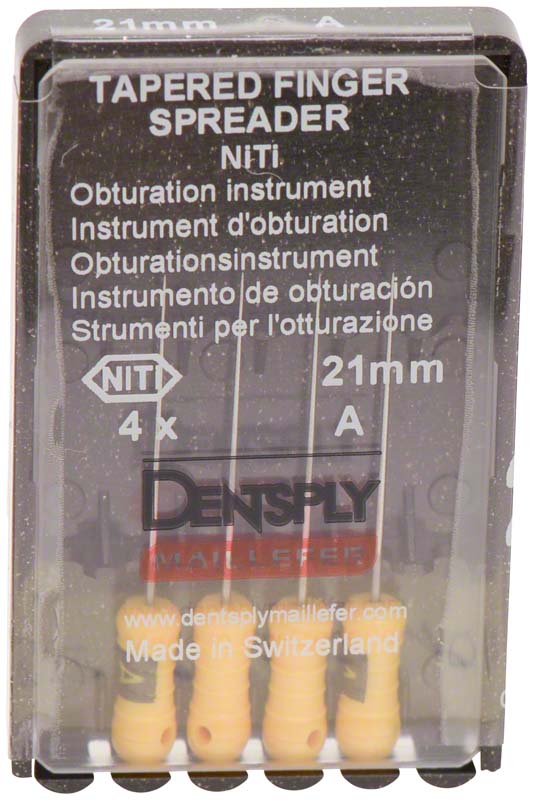 21mm A
TAPERED FINGER
SPREADER
NiTi
Obturation instrument
Instrument d'obturation
Obturationsinstrument
Instrumento de obturación
Strumenti per l'otturazione
NITI 21mm
4 x A
DENTSPLY
MAILLEFER
www.dentsplymaillefer.com
Made in Switzerland
A A